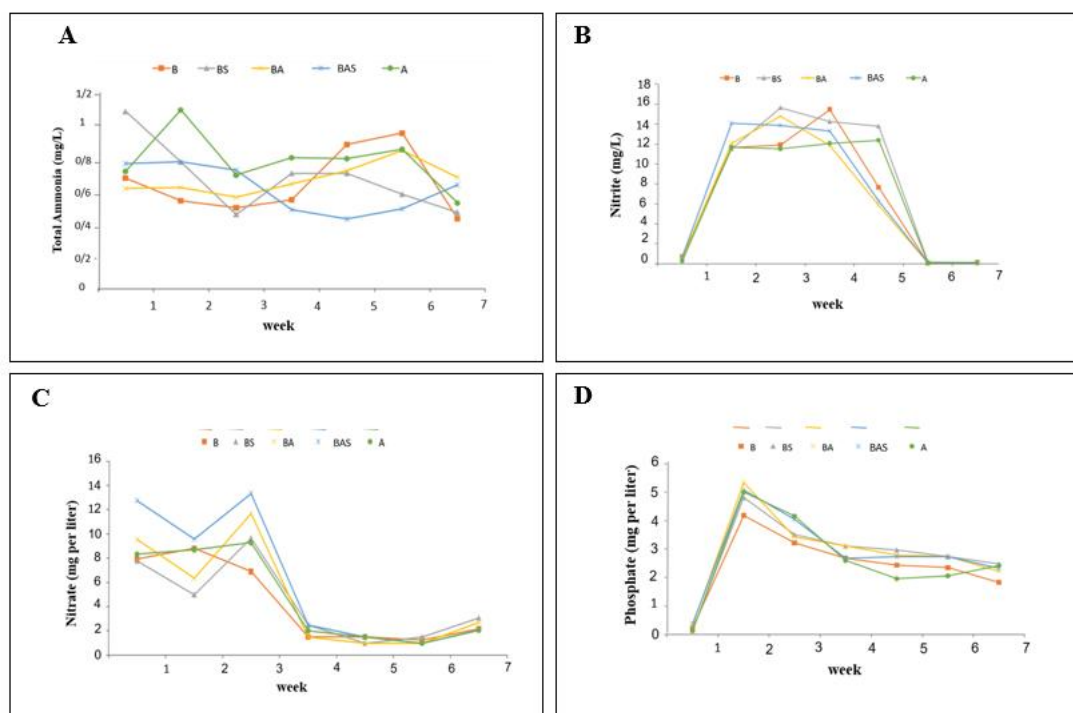 A
B BS BA BAS A
Total Ammonia (mg/L)
1/2
1
0/8
0/6
0/4
0/2
0
1 2 3 4 5 6 7
week
B
B BS BA BAS A
Nitrite (mg/L)
18
16
14
12
10
8
6
4
2
0
1 2 3 4 5 6 7
week
C
B BS BA BAS A
Nitrate (mg per liter)
16
14
12
10
8
6
4
2
0
1 2 3 4 5 6 7
week
D
B BS BA BAS A
Phosphate (mg per liter)
6
5
4
3
2
1
0
1 2 3 4 5 6 7
week